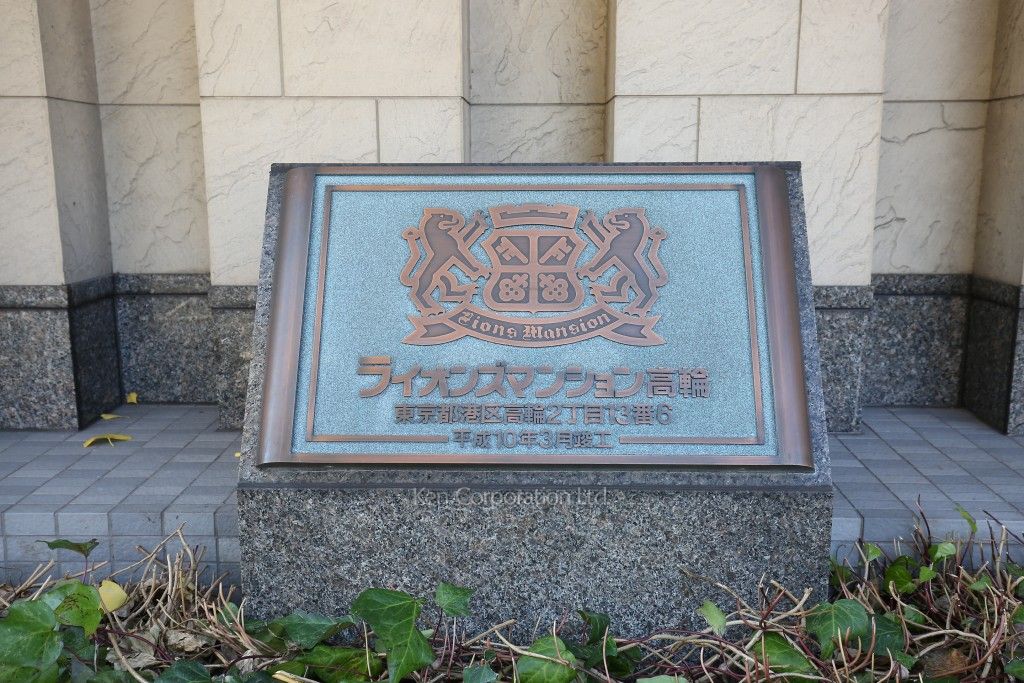 Lions Mansion
ライオンズマンション高輪
東京都港区高輪2丁目13番6
平成10年3月竣工
Ken Corporation Ltd.